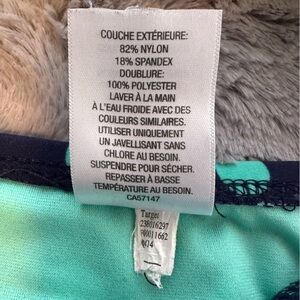 COUCHE EXTÉRIEURE:
82% NYLON
18% SPANDEX
DOUBLURE:
100% POLYESTER
LAVER À LA MAIN
À L'EAU FROIDE AVEC DES
COULEURS SIMILAIRES.
UTILISER UNIQUEMENT
UN JAVELLISANT SANS
CHLORE AU BESOIN.
SUSPENDRE POUR SÉCHER.
REPASSER À BASSE
TEMPÉRATURE AU BESOIN.
CA57147
Target